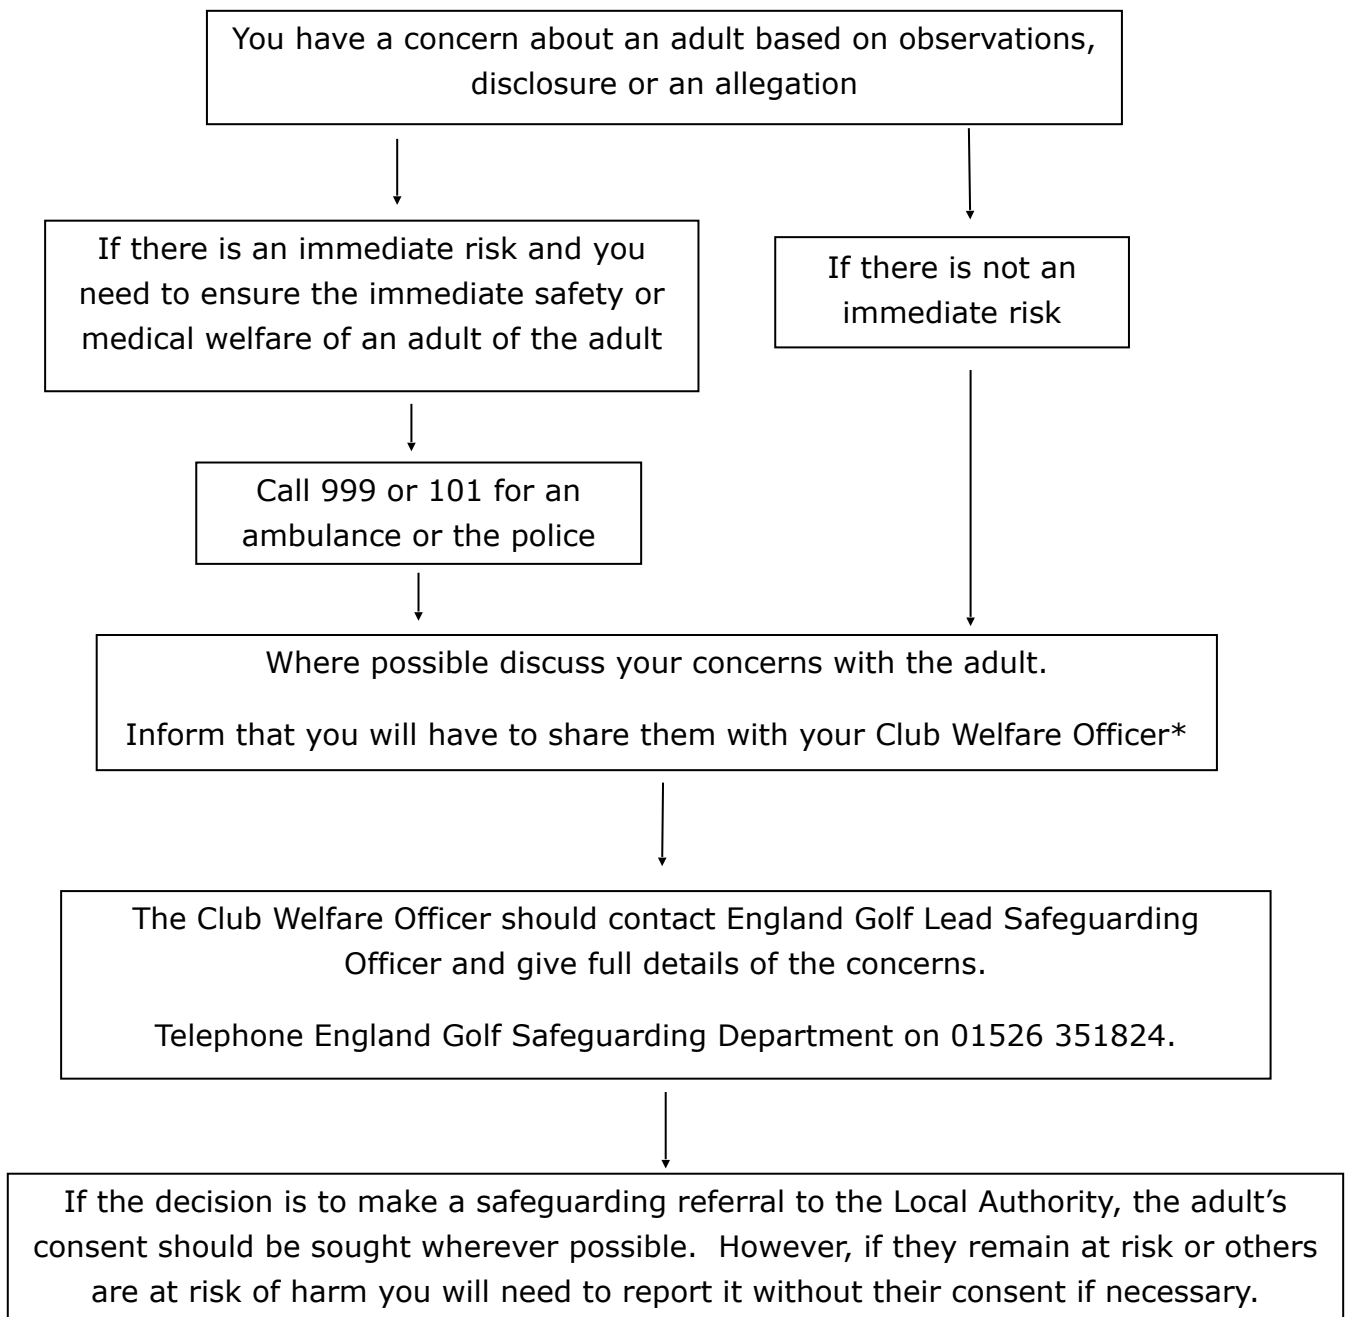 You have a concern about an adult based on observations,
disclosure or an allegation
If there is an immediate risk and you
need to ensure the immediate safety or
medical welfare of an adult of the adult
If there is not an
immediate risk
Call 999 or 101 for an
ambulance or the police
Where possible discuss your concerns with the adult.
Inform that you will have to share them with your Club Welfare Officer*
The Club Welfare Officer should contact England Golf Lead Safeguarding
Officer and give full details of the concerns.
Telephone England Golf Safeguarding Department on 01526 351824.
If the decision is to make a safeguarding referral to the Local Authority, the adult’s
consent should be sought wherever possible.  However, if they remain at risk or others
are at risk of harm you will need to report it without their consent if necessary.